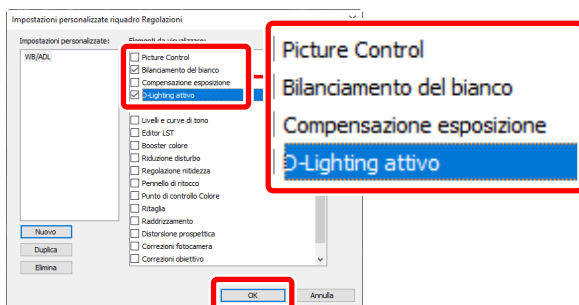 Impostazioni personalizzate riquadro Regolazioni
Impostazioni personalizzate:
WB/ADL
Nuovo
Duplica
Elimina
Elementi da visualizzare:
Picture Control
Bilanciamento del bianco
Compensazione esposizione
D-Lighting attivo
Livelli e curve di tono
Editor LST
Booster colore
Riduzione disturbo
Regolazione nitidezza
Pennello di ritocco
Punto di controllo Colore
Ritaglia
Raddrizzamento
Distorsione prospettica
Correzioni fotocamera
Correzioni obiettivo
OK
Annulla
Picture Control
Bilanciamento del bianco
Compensazione esposizione
D-Lighting attivo